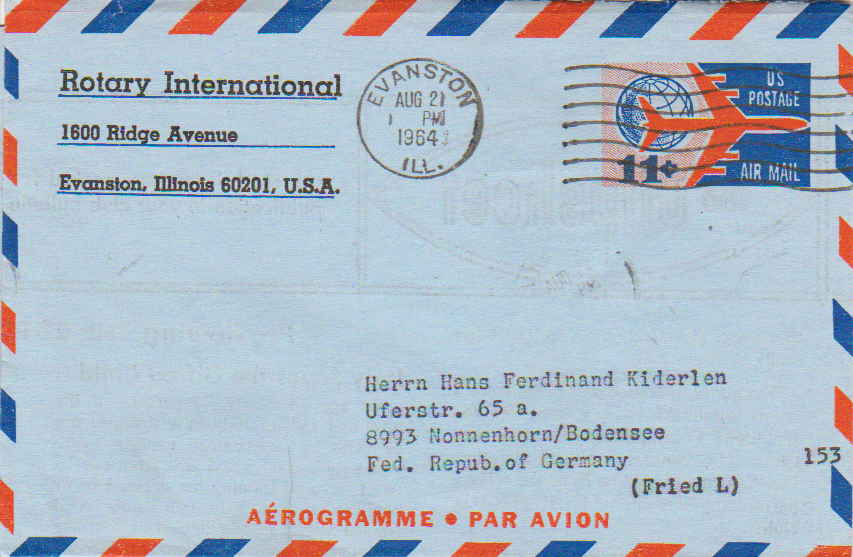 Rotary International
1600 Ridge Avenue
Evanston, Illinois 60201, U.S.A.
EVANSTON
AUG 21
PM
1964
ILL.
US
POSTAGE
11¢
AIR MAIL
Herrn Hans Ferdinand Kiderlen
Uferstr. 65 a.
8993 Nonnenhorn/Bodensee
Fed. Repub.of Germany
153
(Fried L)
AÉROGRAMME • PAR AVION